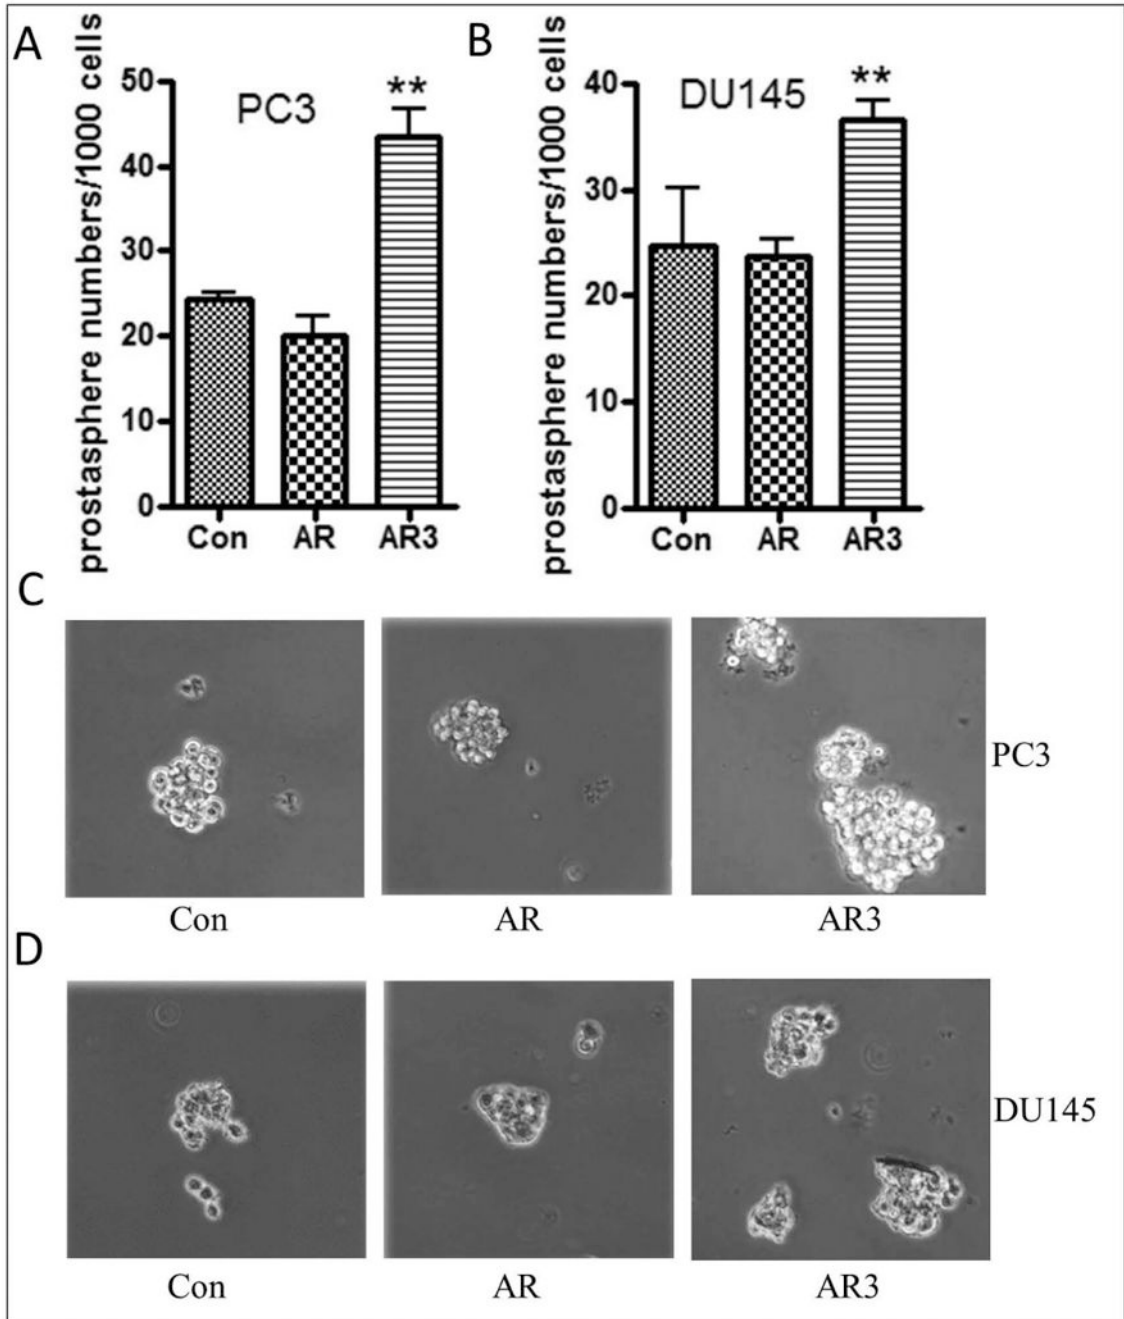 A
prostasphere numbers/1000 cells
50
40
30
20
10
0
PC3
**
Con
AR
AR3
B
prostasphere numbers/1000 cells
40
30
20
10
0
DU145
**
Con
AR
AR3
C
PC3
Con
AR
AR3
D
DU145
Con
AR
AR3